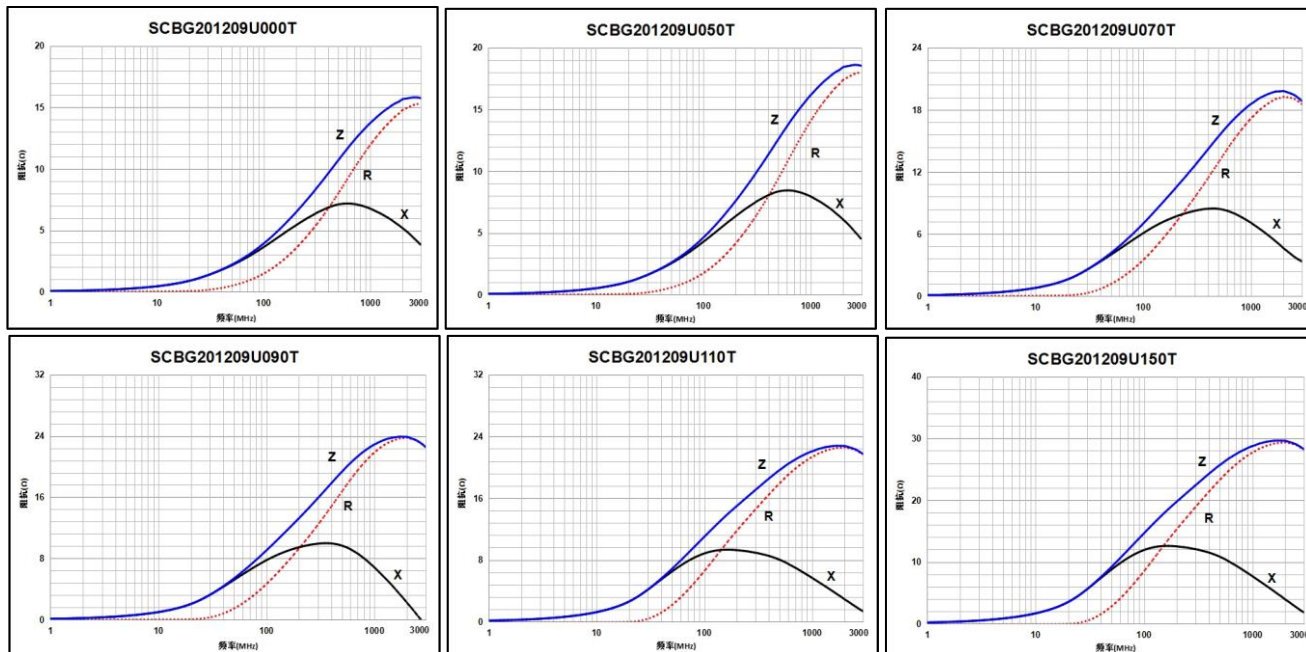 SCBG201209U000T
20
15
10
5
0
阻抗(Ω)
Z
R
X
1
10
100
1000
3000
频率(MHz)
SCBG201209U050T
20
15
10
5
0
阻抗(Ω)
Z
R
X
1
10
100
1000
3000
频率(MHz)
SCBG201209U070T
24
18
12
6
0
阻抗(Ω)
Z
R
X
1
10
100
1000
3000
频率(MHz)
SCBG201209U090T
32
24
16
8
0
阻抗(Ω)
Z
R
X
1
10
100
1000
3000
频率(MHz)
SCBG201209U110T
32
24
16
8
0
阻抗(Ω)
Z
R
X
1
10
100
1000
3000
频率(MHz)
SCBG201209U150T
40
30
20
10
0
阻抗(Ω)
Z
R
X
1
10
100
1000
3000
频率(MHz)